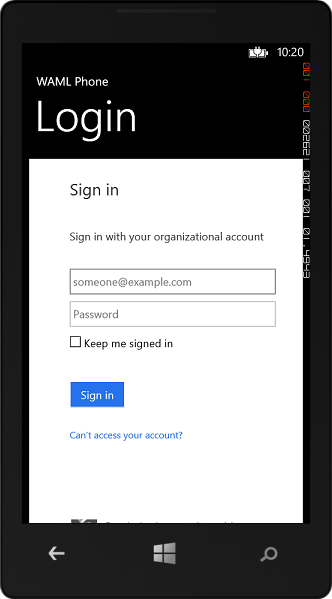 10:20
WAML Phone
Login
Sign in
Sign in with your organizational account
someone@example.com
Password
Keep me signed in
Sign in
Can't access your account?